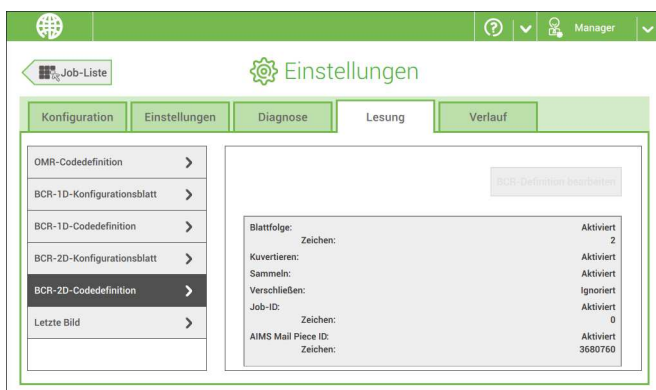 Manager
Job-Liste
Einstellungen
Konfiguration
Einstellungen
Diagnose
Lesung
Verlauf
OMR-Codedefinition
BCR-1D-Konfigurationsblatt
BCR-1D-Codedefinition
BCR-2D-Konfigurationsblatt
BCR-2D-Codedefinition
Letzte Bild
BCR-Definition bearbeiten
Blattfolge: Aktiviert
Zeichen: 2
Kuvertieren: Aktiviert
Sammeln: Aktiviert
Verschließen: Ignoriert
Job-ID: Aktiviert
Zeichen: 0
AIMS Mail Piece ID: Aktiviert
Zeichen: 3680760